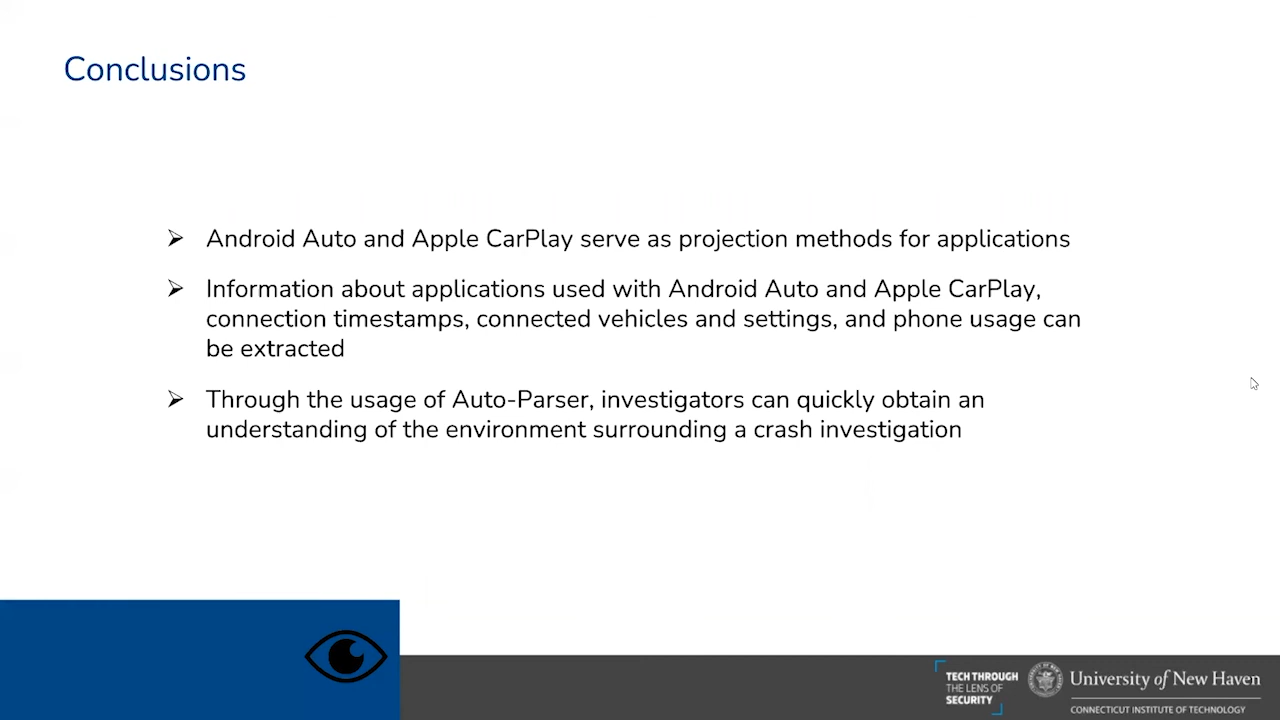 Conclusions
➢ Android Auto and Apple CarPlay serve as projection methods for applications
➢ Information about applications used with Android Auto and Apple CarPlay,
connection timestamps, connected vehicles and settings, and phone usage can
be extracted
➢ Through the usage of Auto-Parser, investigators can quickly obtain an
understanding of the environment surrounding a crash investigation
TECH THROUGH
THE LENS OF
SECURITY
University of New Haven
CONNECTICUT INSTITUTE OF TECHNOLOGY